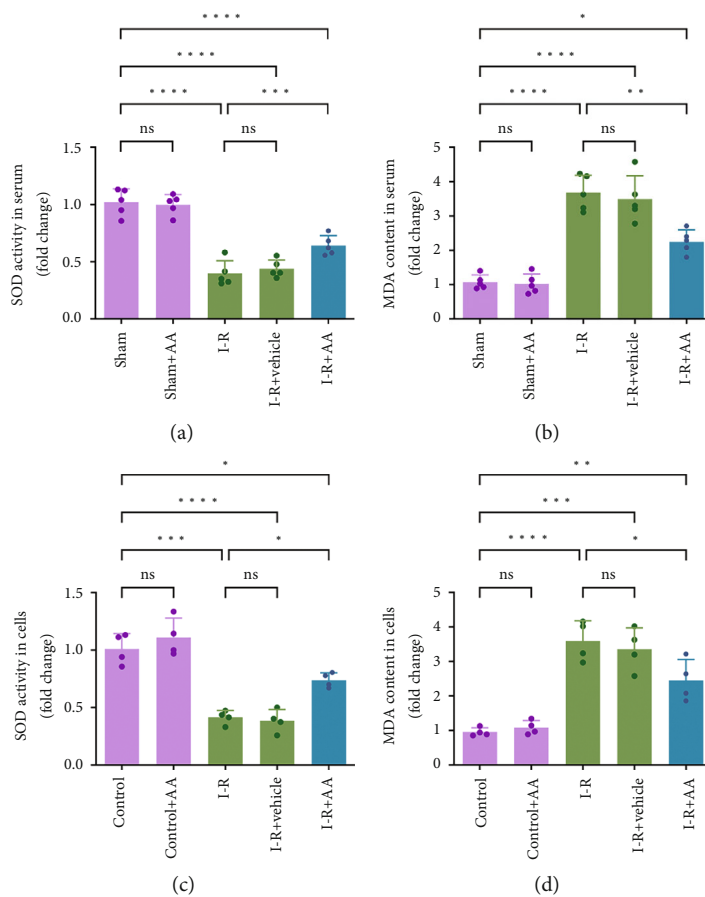 * * * *
* * * *
* * * *
* * *
ns
ns
SOD activity in serum
(fold change)
1.5
1.0
0.5
0.0
Sham
Sham+AA
I-R
I-R+vehicle
I-R+AA
(a)
*
* * * *
* * * *
* *
ns
ns
MDA content in serum
(fold change)
5
4
3
2
1
0
Sham
Sham+AA
I-R
I-R+vehicle
I-R+AA
(b)
*
* * * *
* * *
*
ns
ns
SOD activity in cells
(fold change)
1.5
1.0
0.5
0.0
Control
Control+AA
I-R
I-R+vehicle
I-R+AA
(c)
* *
* * *
* * * *
*
ns
ns
MDA content in cells
(fold change)
5
4
3
2
1
0
Control
Control+AA
I-R
I-R+vehicle
I-R+AA
(d)